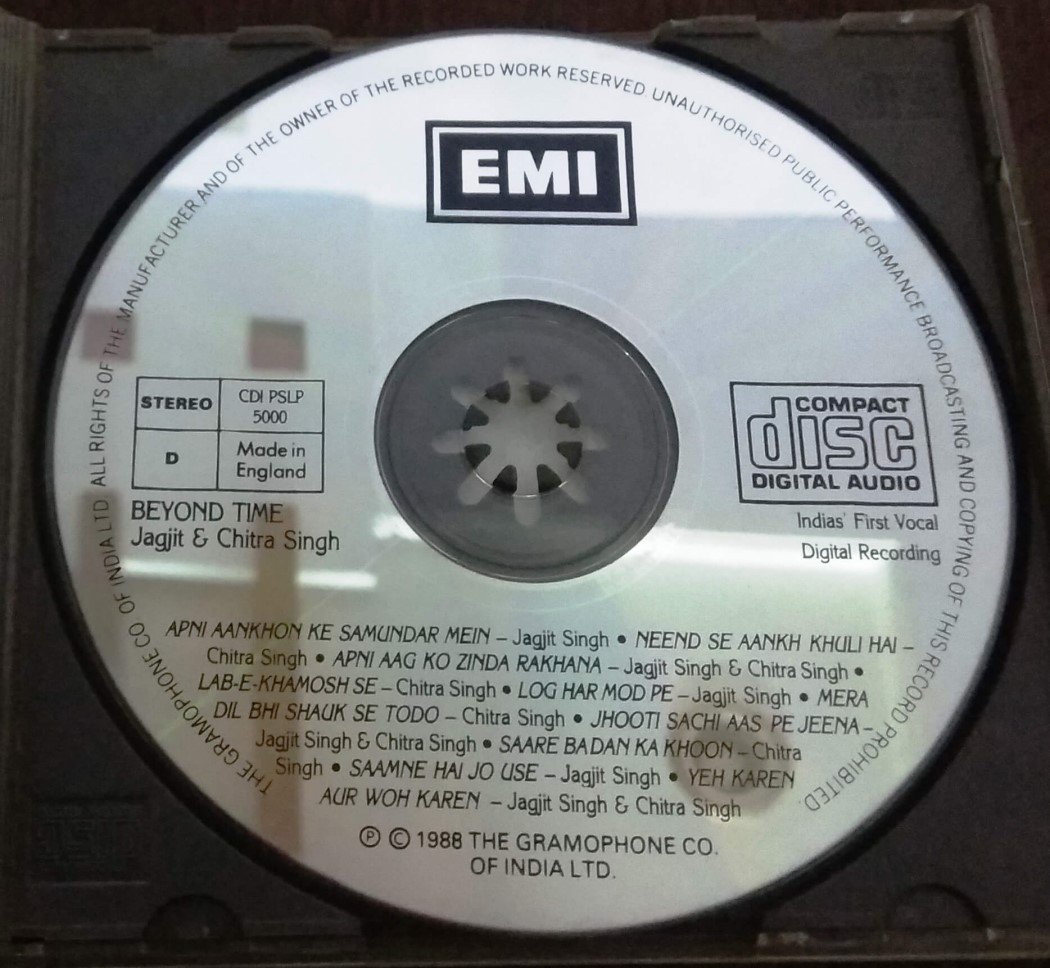 THE GRAMOPHONE CO OF INDIA LTD ALL RIGHTS OF THE MANUFACTURER AND OF THE OWNER OF THE RECORDED WORK RESERVED UNAUTHORISED PUBLIC PERFORMANCE BROADCASTING AND COPYING OF THIS RECORD PROHIBITED.
EMI
STEREO
CDI PSLP
5000
D
Made in
England
COMPACT
disc
DIGITAL AUDIO
BEYOND TIME
Jagjit & Chitra Singh
Indias' First Vocal
Digital Recording
APNI AANKHON KE SAMUNDAR MEIN – Jagjit Singh • NEEND SE AANKH KHULI HAI –
Chitra Singh • APNI AAG KO ZINDA RAKHANA – Jagjit Singh & Chitra Singh •
LAB-E-KHAMOSH SE – Chitra Singh • LOG HAR MOD PE – Jagjit Singh • MERA
DIL BHI SHAUK SE TODO – Chitra Singh • JHOOTI SACHI AAS PE JEENA –
Jagjit Singh & Chitra Singh • SAARE BADAN KA KHOON – Chitra
Singh • SAAMNE HAI JO USE – Jagjit Singh • YEH KAREN
AUR WOH KAREN – Jagjit Singh & Chitra Singh
℗ © 1988 THE GRAMOPHONE CO.
OF INDIA LTD.